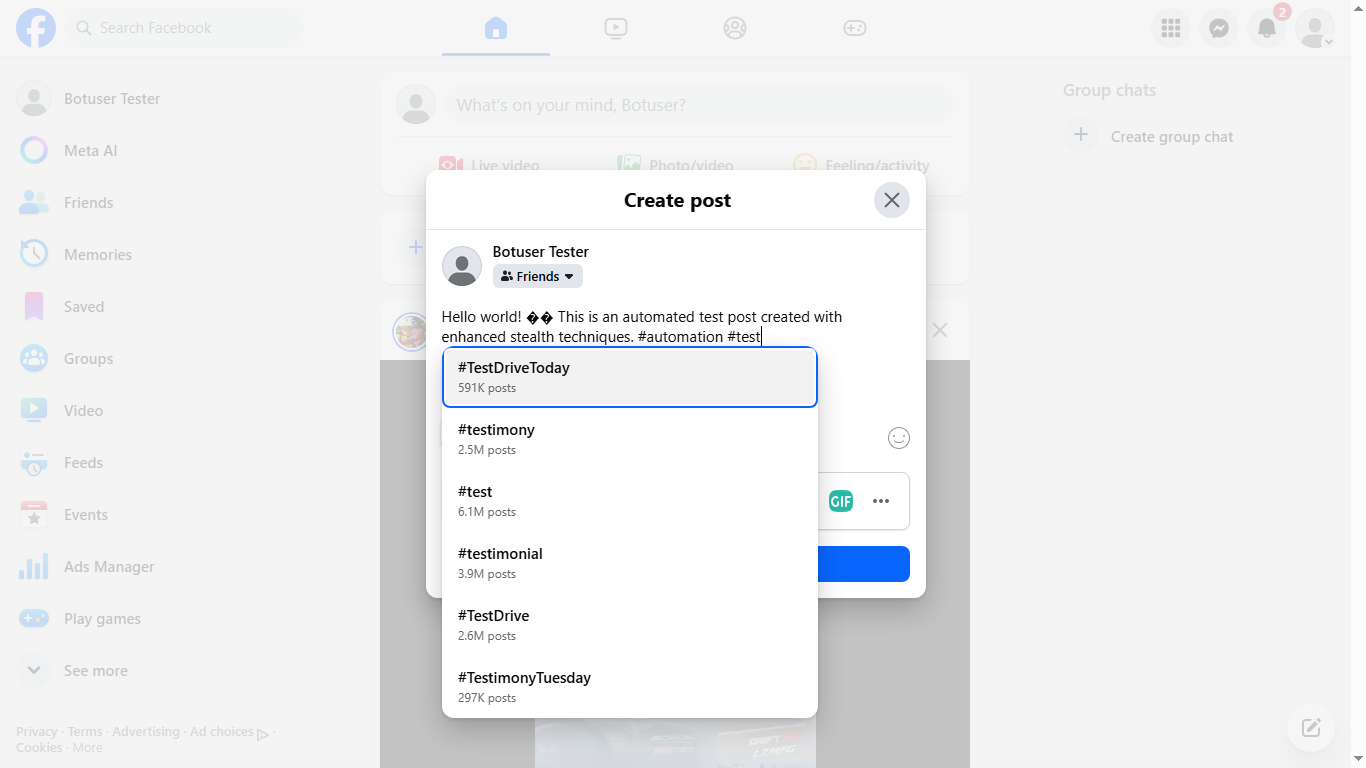 Search Facebook
2
Botuser Tester
Meta AI
Friends
Memories
Saved
Groups
Video
Feeds
Events
Ads Manager
Play games
See more
Privacy · Terms · Advertising · Ad choices ·
Cookies · More
What's on your mind, Botuser?
Live video
Photo/video
Feeling/activity
Create post
Botuser Tester
Friends
Hello world! �� This is an automated test post created with
enhanced stealth techniques. #automation #test
#TestDriveToday
591K posts
#testimony
2.5M posts
#test
6.1M posts
#testimonial
3.9M posts
#TestDrive
2.6M posts
#TestimonyTuesday
297K posts
GIF
Group chats
Create group chat